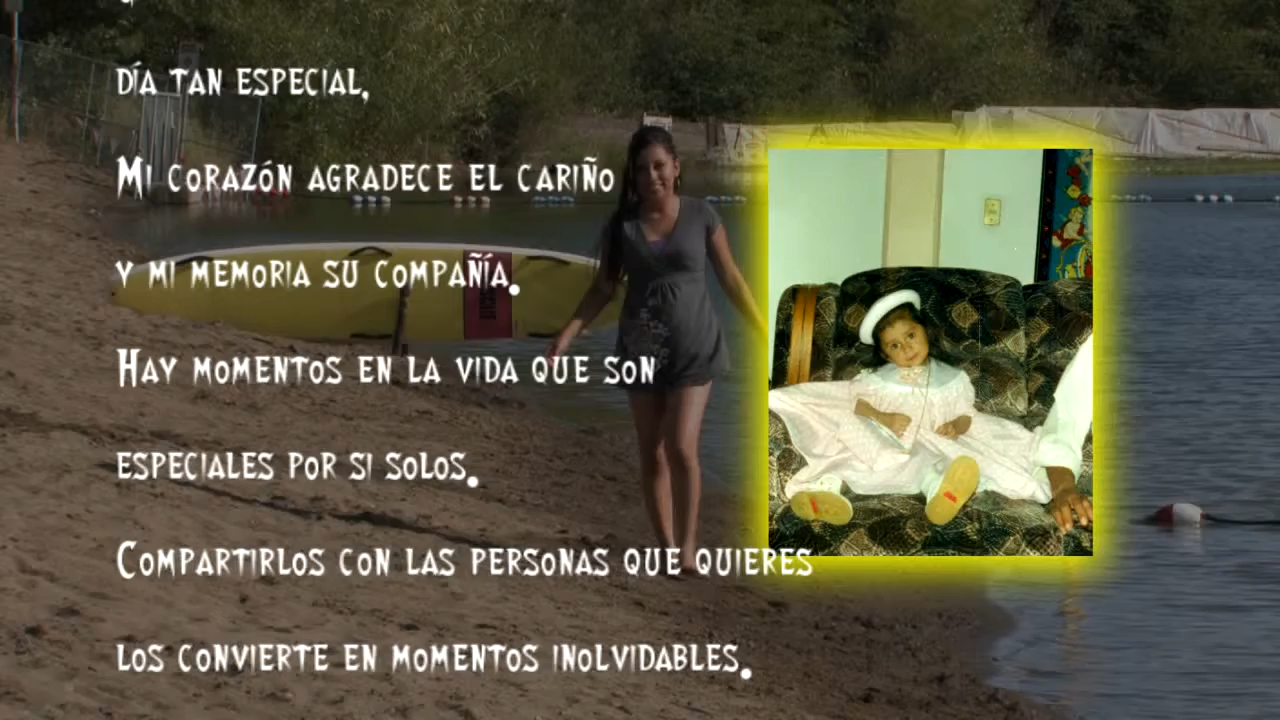 día tan especial,
Mi corazón agradece el cariño
y mi memoria su compañía.
Hay momentos en la vida que son
especiales por si solos.
Compartirlos con las personas que quieres
los convierte en momentos inolvidables.